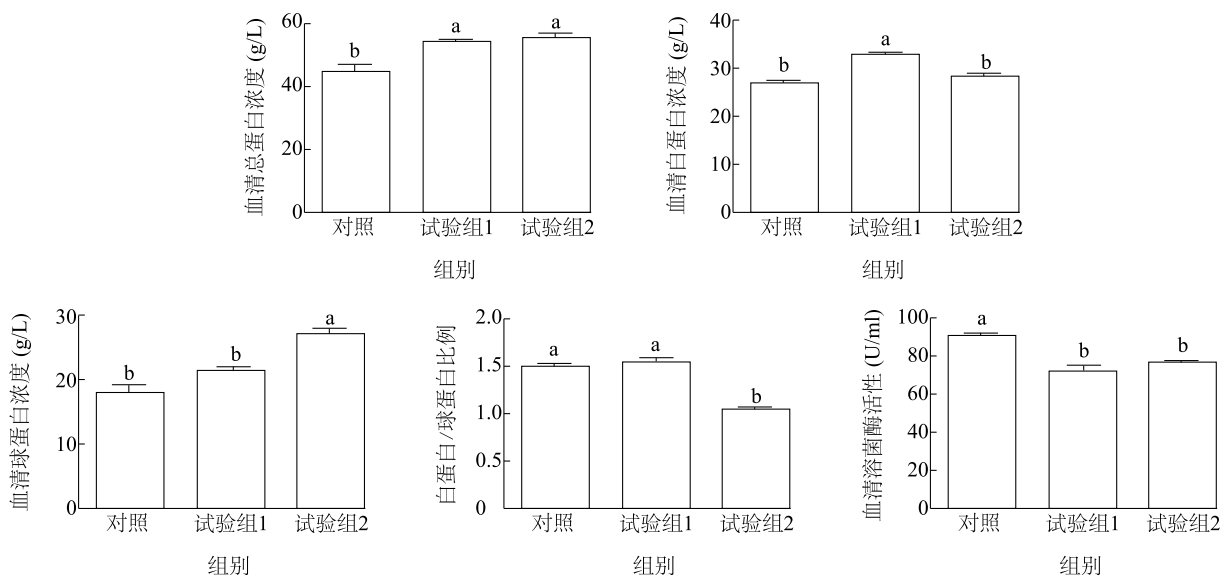 血清总蛋白浓度 (g/L)
60
40
20
0
b
a
a
对照
试验组1
试验组2
组别
血清白蛋白浓度 (g/L)
40
30
20
10
0
b
a
b
对照
试验组1
试验组2
组别
血清球蛋白浓度 (g/L)
30
20
10
0
b
b
a
对照
试验组1
试验组2
组别
白蛋白/球蛋白比例
2.0
1.5
1.0
0.5
0
a
a
b
对照
试验组1
试验组2
组别
血清溶菌酶活性 (U/ml)
100
80
60
40
20
0
a
b
b
对照
试验组1
试验组2
组别